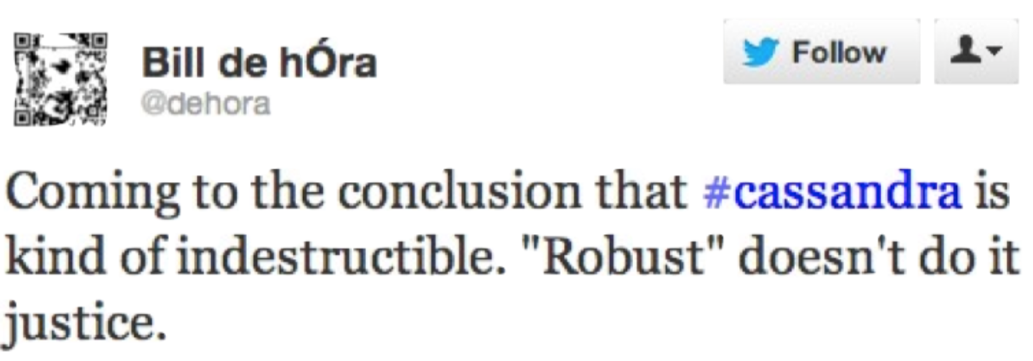 Bill de hÓra
Follow
@dehora
Coming to the conclusion that #cassandra is
kind of indestructible. "Robust" doesn't do it
justice.